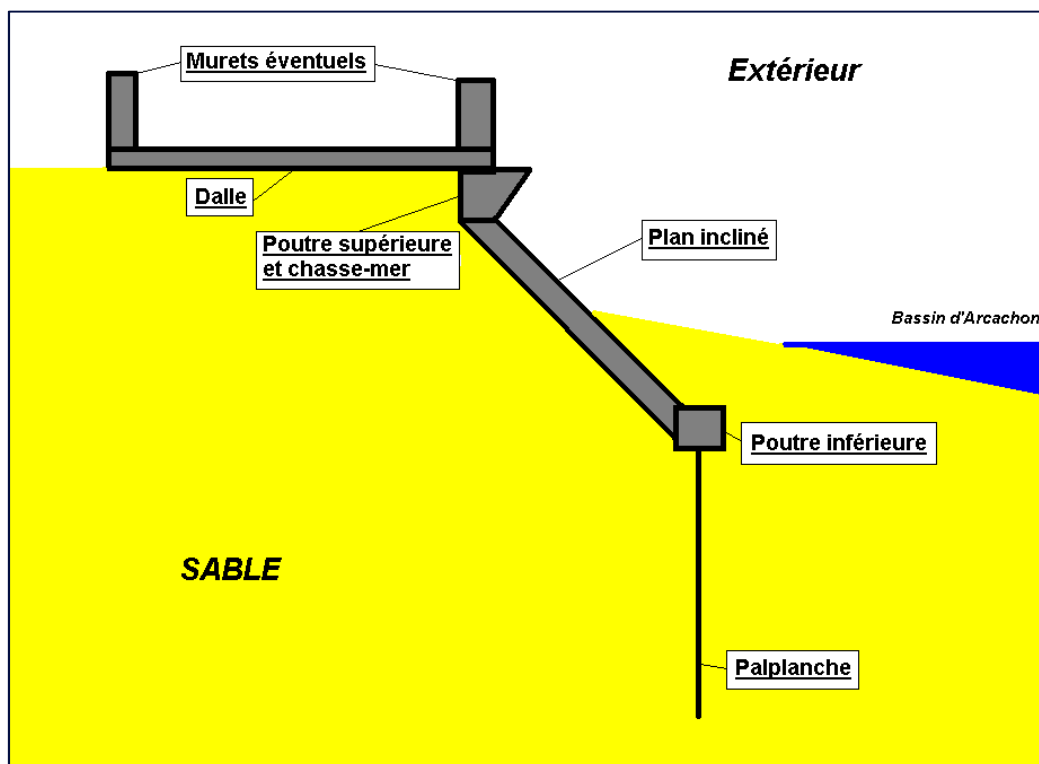 Murets éventuels
Extérieur
Dalle
Poutre supérieure
et chasse-mer
Plan incliné
Bassin d'Arcachon
Poutre inférieure
SABLE
Palplanche